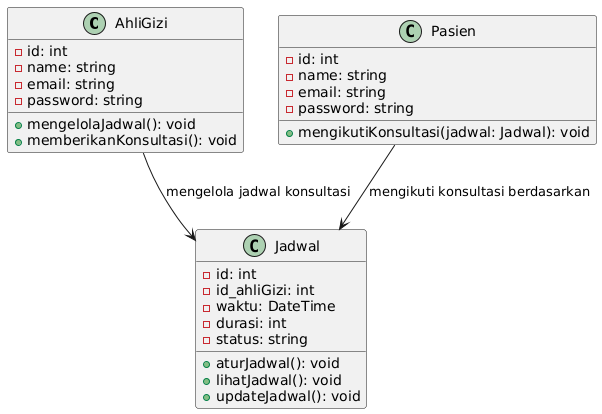 C AhliGizi
id: int
name: string
email: string
password: string
mengelolaJadwal(): void
memberikanKonsultasi(): void
C Pasien
id: int
name: string
email: string
password: string
mengikutiKonsultasi(jadwal: Jadwal): void
mengelola jadwal konsultasi
mengikuti konsultasi berdasarkan
C Jadwal
id: int
id_ahliGizi: int
waktu: DateTime
durasi: int
status: string
aturJadwal(): void
lihatJadwal(): void
updateJadwal(): void